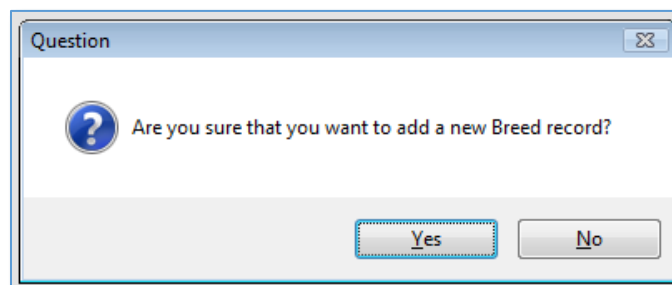 Question
Are you sure that you want to add a new Breed record?
Yes
No